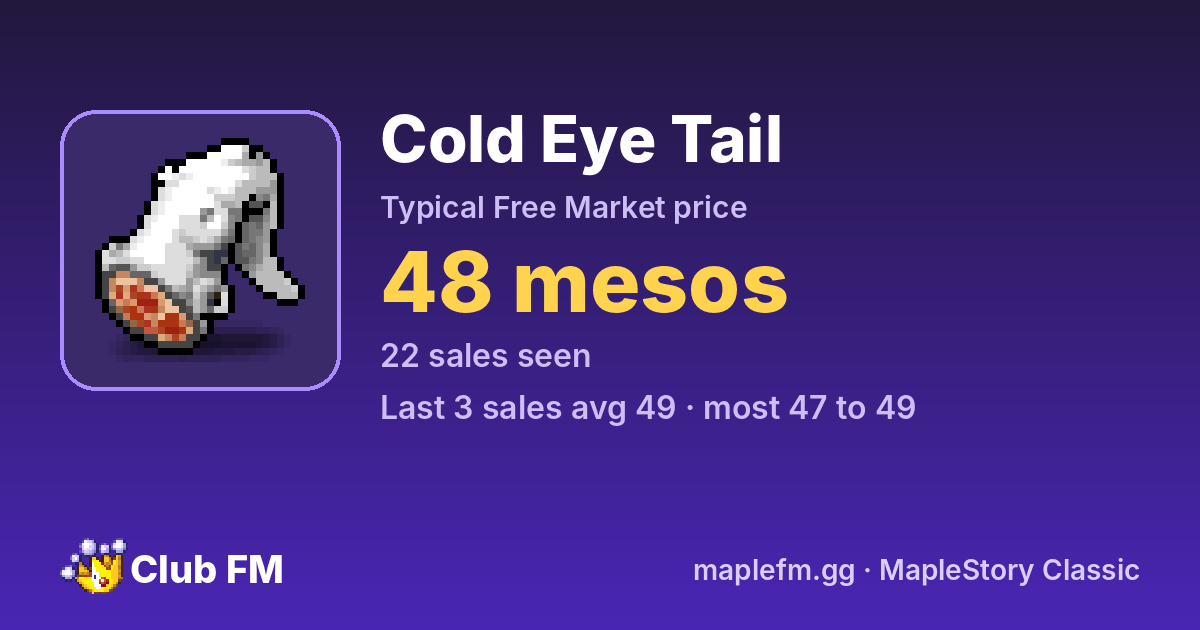 Cold Eye Tail
Typical Free Market price
48 mesos
22 sales seen
Last 3 sales avg 49 · most 47 to 49
Club FM
maplefm.gg · MapleStory Classic